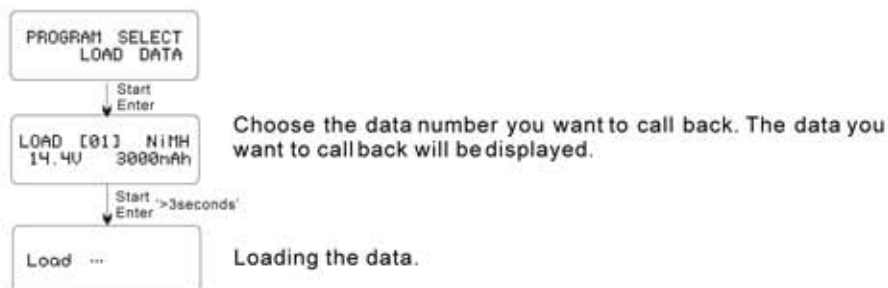 PROGRAM SELECT
LOAD DATA
Start
Enter
LOAD [01] NiMH
14.4V 3000mAh
Choose the data number you want to call back. The data you
want to call back will be displayed.
Start
Enter '>3seconds'
Load ...
Loading the data.